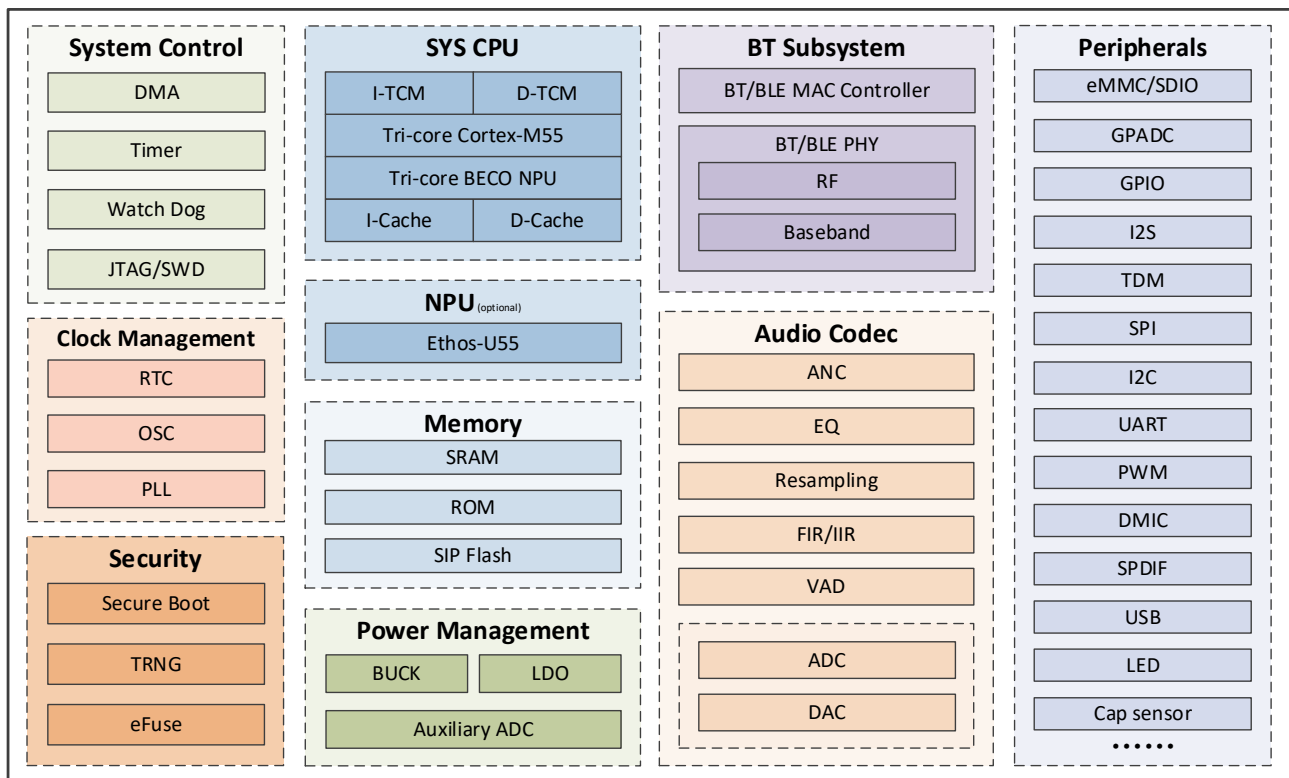 System Control
DMA
Timer
Watch Dog
JTAG/SWD
Clock Management
RTC
OSC
PLL
Security
Secure Boot
TRNG
eFuse
SYS CPU
I-TCM D-TCM
Tri-core Cortex-M55
Tri-core BECO NPU
I-Cache D-Cache
NPU (optional)
Ethos-U55
Memory
SRAM
ROM
SIP Flash
Power Management
BUCK LDO
Auxiliary ADC
BT Subsystem
BT/BLE MAC Controller
BT/BLE PHY
RF
Baseband
Audio Codec
ANC
EQ
Resampling
FIR/IIR
VAD
ADC
DAC
Peripherals
eMMC/SDIO
GPADC
GPIO
I2S
TDM
SPI
I2C
UART
PWM
DMIC
SPDIF
USB
LED
Cap sensor
......